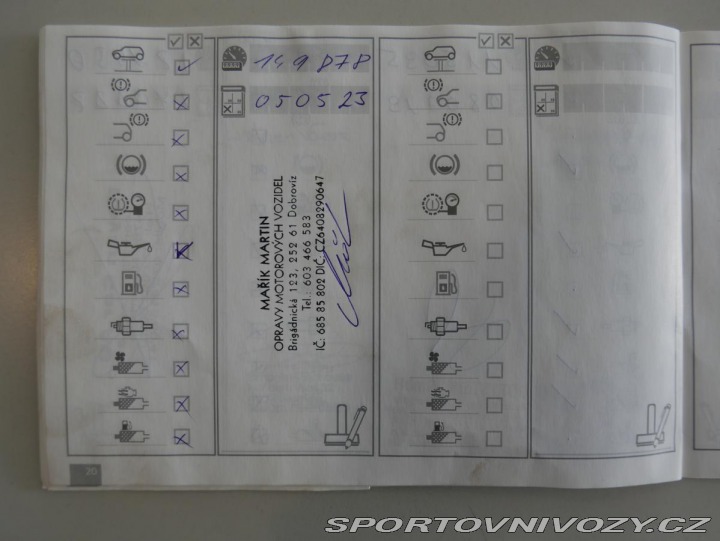 149878
050523
MAŘÍK MARTIN
OPRAVY MOTOROVÝCH VOZIDEL
Brigádnická 123, 252 61 Dobrovíz
Tel.: 603 466 583
IČ: 685 85 802 DIČ: CZ6408290647
20
SPORTOVNIVOZY.CZ